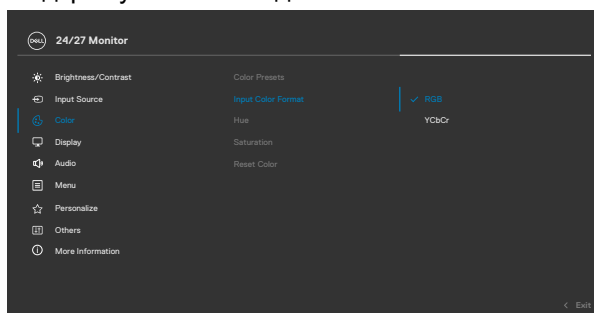 DELL
24/27 Monitor
Brightness/Contrast
Input Source
Color
Display
Audio
Menu
Personalize
Others
More Information
Color Presets
Input Color Format
Hue
Saturation
Reset Color
RGB
YCbCr
Exit